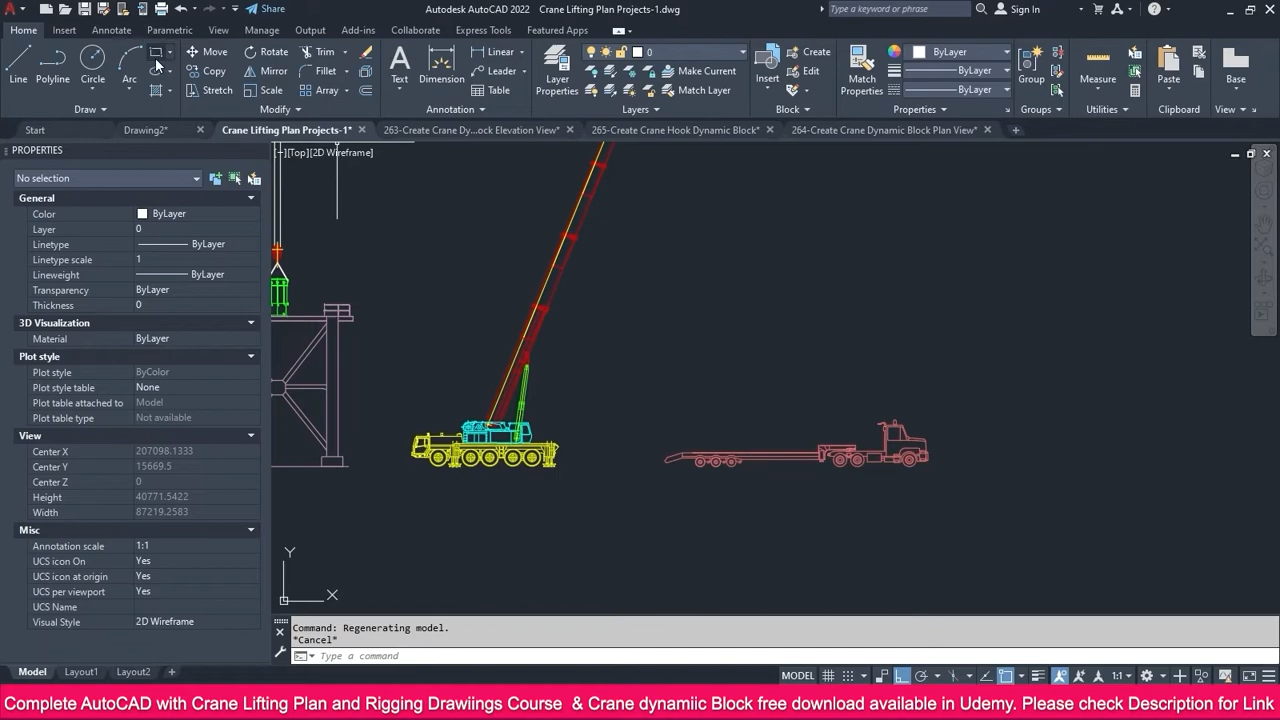 Share
Autodesk AutoCAD 2022 Crane Lifting Plan Projects-1.dwg
Type a keyword or phrase
Sign In
Home Insert Annotate Parametric View Manage Output Add-ins Collaborate Express Tools Featured Apps
Line Polyline Circle Arc
Move Rotate Trim
Copy Mirror Fillet
Stretch Scale Array
Text Dimension
Linear
Leader
Table
Layer Properties
0
Make Current
Match Layer
Insert
Create
Edit
Match Properties
ByLayer
ByLayer
ByLayer
Group
Measure
Paste
Base
Draw Modify Annotation Layers Block Properties Groups Utilities Clipboard View
Start Drawing2* Crane Lifting Plan Projects-1* 263-Create Crane Dy...ock Elevation View* 265-Create Crane Hook Dynamic Block* 264-Create Crane Dynamic Block Plan View*
PROPERTIES
[−][Top][2D Wireframe]
No selection
General
Color ByLayer
Layer 0
Linetype ByLayer
Linetype scale 1
Lineweight ByLayer
Transparency ByLayer
Thickness 0
3D Visualization
Material ByLayer
Plot style
Plot style ByColor
Plot style table None
Plot table attached to Model
Plot table type Not available
View
Center X 207098.1333
Center Y 15669.5
Center Z 0
Height 40771.5422
Width 87219.2583
Misc
Annotation scale 1:1
UCS icon On Yes
UCS icon at origin Yes
UCS per viewport Yes
UCS Name
Visual Style 2D Wireframe
Y
X
Command: Regenerating model.
*Cancel*
Type a command
Model Layout1 Layout2
MODEL
1:1
Complete AutoCAD with Crane Lifting Plan and Rigging Drawiings Course & Crane dynamiic Block free download available in Udemy. Please check Description for Link